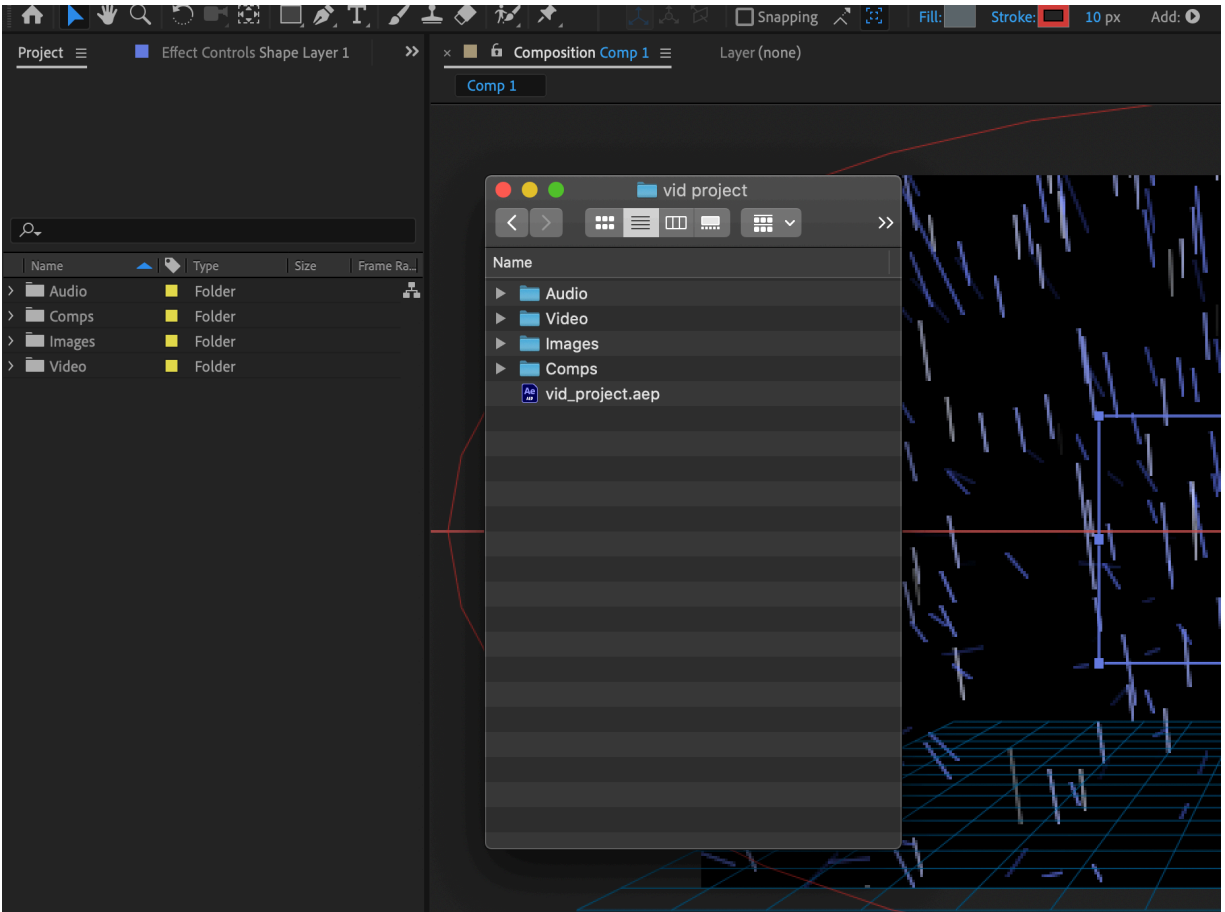 Snapping Fill: Stroke: 10 px Add:
Project Effect Controls Shape Layer 1
Composition Comp 1 Layer (none)
Comp 1
Name Type Size Frame Ra...
Audio Folder
Comps Folder
Images Folder
Video Folder
vid project
Name
Audio
Video
Images
Comps
Ae vid_project.aep